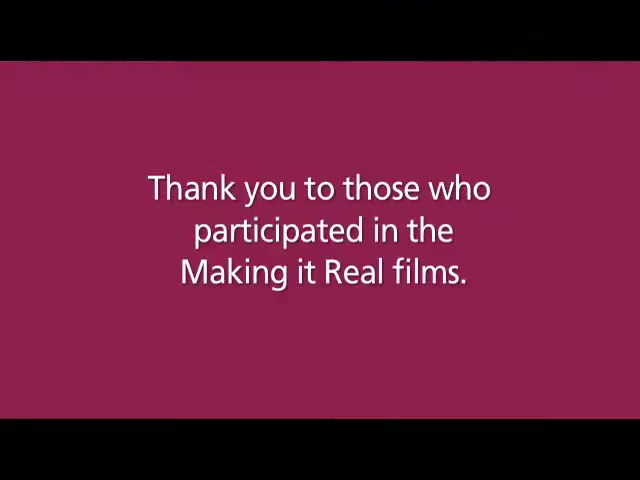 Thank you to those who
participated in the
Making it Real films.